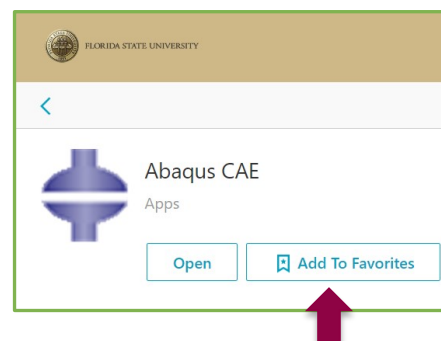 FLORIDA STATE UNIVERSITY
Abaqus CAE
Apps
Open
Add To Favorites